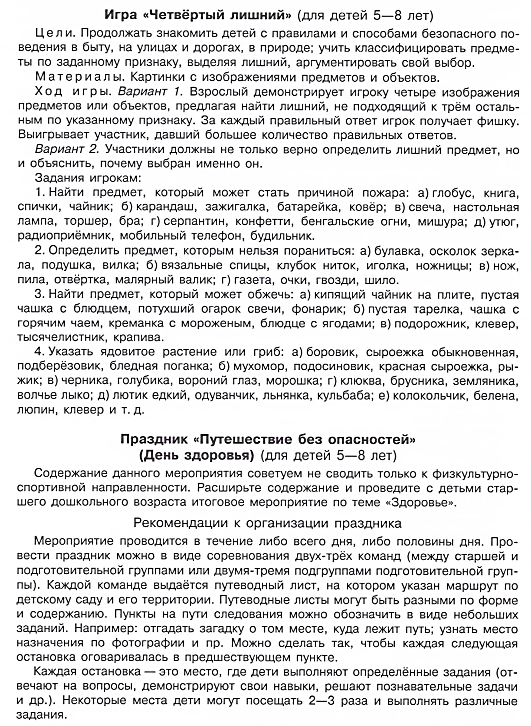 Игра «Четвёртый лишний» (для детей 5—8 лет)
Цели. Продолжать знакомить детей с правилами и способами безопасного по-
ведения в быту, на улицах и дорогах, в природе; учить классифицировать предме-
ты по заданному признаку, выделяя лишний, аргументировать свой выбор.
Материалы. Картинки с изображениями предметов и объектов.
Ход игры. Вариант 1. Взрослый демонстрирует игроку четыре изображения
предметов или объектов, предлагая найти лишний, не подходящий к трём осталь-
ным по указанному признаку. За каждый правильный ответ игрок получает фишку.
Выигрывает участник, давший большее количество правильных ответов.
Вариант 2. Участники должны не только верно определить лишний предмет, но
и объяснить, почему выбран именно он.
Задания игрокам:
1. Найти предмет, который может стать причиной пожара: а) глобус, книга,
спички, чайник; б) карандаш, зажигалка, батарейка, ковёр; в) свеча, настольная
лампа, торшер, бра; г) серпантин, конфетти, бенгальские огни, мишура; д) утюг,
радиоприёмник, мобильный телефон, будильник.
2. Определить предмет, которым нельзя пораниться: а) булавка, осколок зерка-
ла, подушка, вилка; б) вязальные спицы, клубок ниток, иголка, ножницы; в) нож,
пила, отвёртка, малярный валик; г) газета, очки, гвозди, шило.
3. Найти предмет, который может обжечь: а) кипящий чайник на плите, пустая
чашка с блюдцем, потухший огарок свечи, фонарик; б) пустая тарелка, чашка с
горячим чаем, креманка с мороженым, блюдце с ягодами; в) подорожник, клевер,
тысячелистник, крапива.
4. Указать ядовитое растение или гриб: а) боровик, сыроежка обыкновенная,
подберёзовик, бледная поганка; б) мухомор, подосиновик, красная сыроежка, ры-
жик; в) черника, голубика, вороний глаз, морошка; г) клюква, брусника, земляника,
волчье лыко; д) лютик едкий, одуванчик, льнянка, кульбаба; е) колокольчик, белена,
люпин, клевер и т. д.
Праздник «Путешествие без опасностей»
(День здоровья) (для детей 5—8 лет)
Содержание данного мероприятия советуем не сводить только к физкультурно-
спортивной направленности. Расширьте содержание и проведите с детьми стар-
шего дошкольного возраста итоговое мероприятие по теме «Здоровье».
Рекомендации к организации праздника
Мероприятие проводится в течение либо всего дня, либо половины дня. Про-
вести праздник можно в виде соревнования двух-трёх команд (между старшей и
подготовительной группами или двумя-тремя подгруппами подготовительной груп-
пы). Каждой команде выдаётся путеводный лист, на котором указан маршрут по
детскому саду и его территории. Путеводные листы могут быть разными по форме
и содержанию. Пункты на пути следования можно обозначить в виде небольших
заданий. Например: отгадать загадку о том месте, куда лежит путь; узнать место
назначения по фотографии и пр. Можно сделать так, чтобы каждая следующая
остановка оговаривалась в предшествующем пункте.
Каждая остановка — это место, где дети выполняют определённые задания (от-
вечают на вопросы, демонстрируют свои навыки, решают познавательные задачи
и др.). Некоторые места дети могут посещать 2—3 раза и выполнять различные
задания.